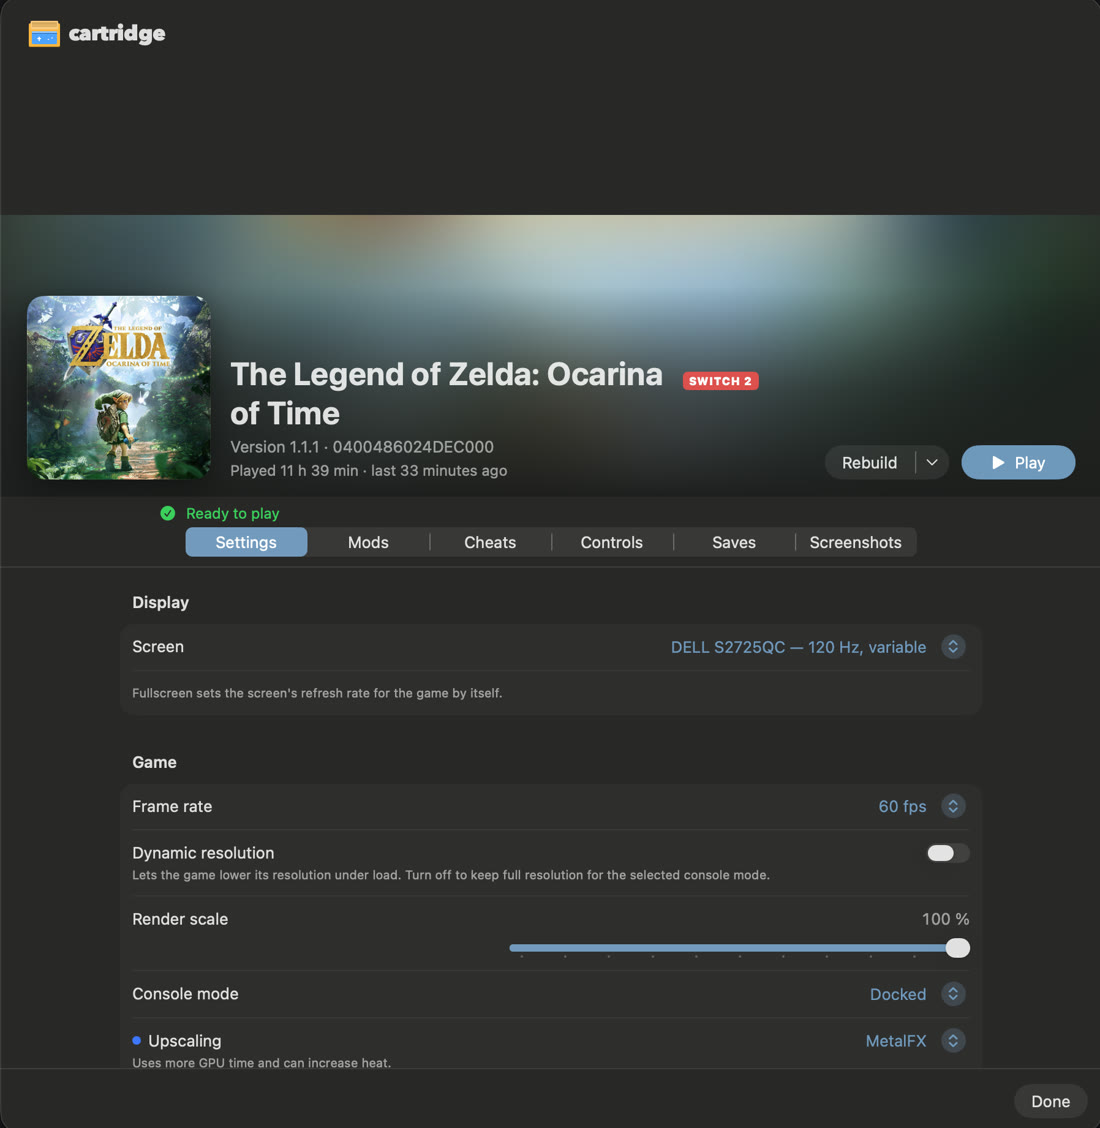 cartridge
THE LEGEND OF
ZELDA
OCARINA OF TIME
The Legend of Zelda: Ocarina
of Time
SWITCH 2
Version 1.1.1 · 0400486024DEC000
Played 11 h 39 min · last 33 minutes ago
Rebuild
Play
Ready to play
Settings
Mods
Cheats
Controls
Saves
Screenshots
Display
Screen
DELL S2725QC — 120 Hz, variable
Fullscreen sets the screen's refresh rate for the game by itself.
Game
Frame rate
60 fps
Dynamic resolution
Lets the game lower its resolution under load. Turn off to keep full resolution for the selected console mode.
Render scale
100 %
Console mode
Docked
Upscaling
MetalFX
Uses more GPU time and can increase heat.
Done